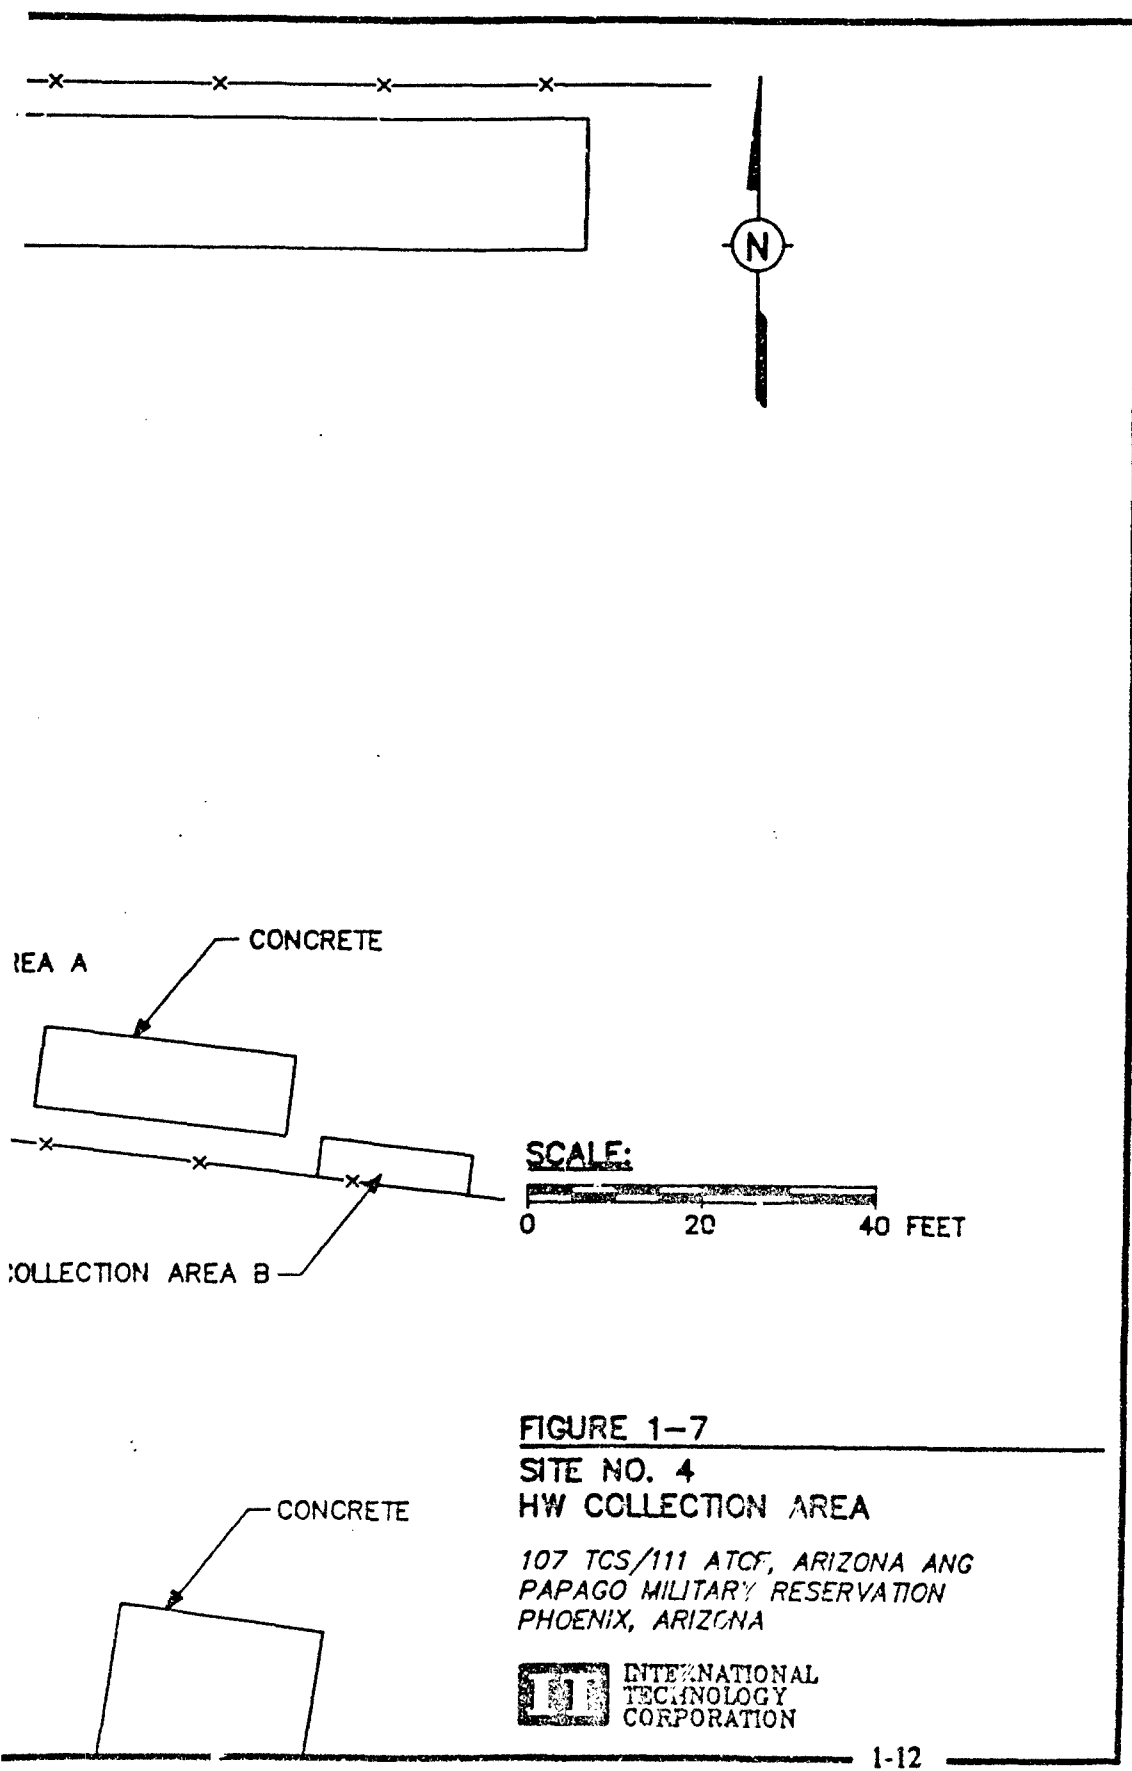 N
CONCRETE
REA A
SCALE:
0 20 40 FEET
COLLECTION AREA B
FIGURE 1-7
SITE NO. 4
HW COLLECTION AREA
CONCRETE
107 TCS/111 ATCF, ARIZONA ANG
PAPAGO MILITARY RESERVATION
PHOENIX, ARIZONA
IT
INTERNATIONAL
TECHNOLOGY
CORPORATION
1-12